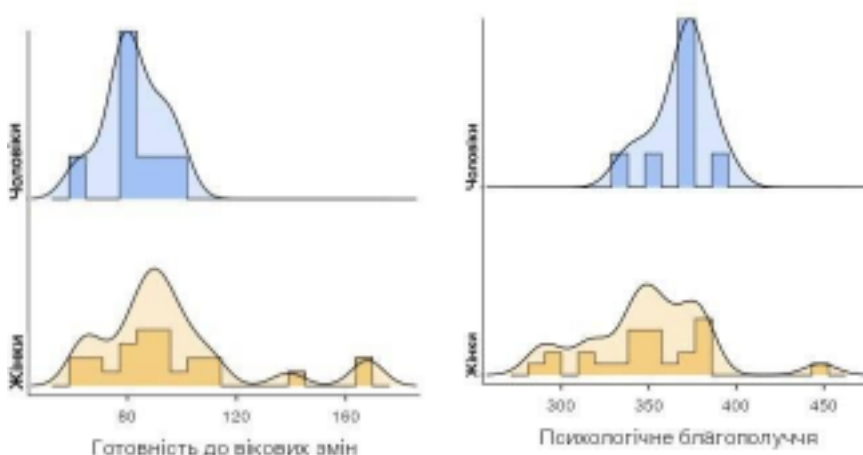 Чоловіки
Жінки
80
120
160
Готовність до вікових змін
Чоловіки
Жінки
300
350
400
450
Психологічне благополуччя